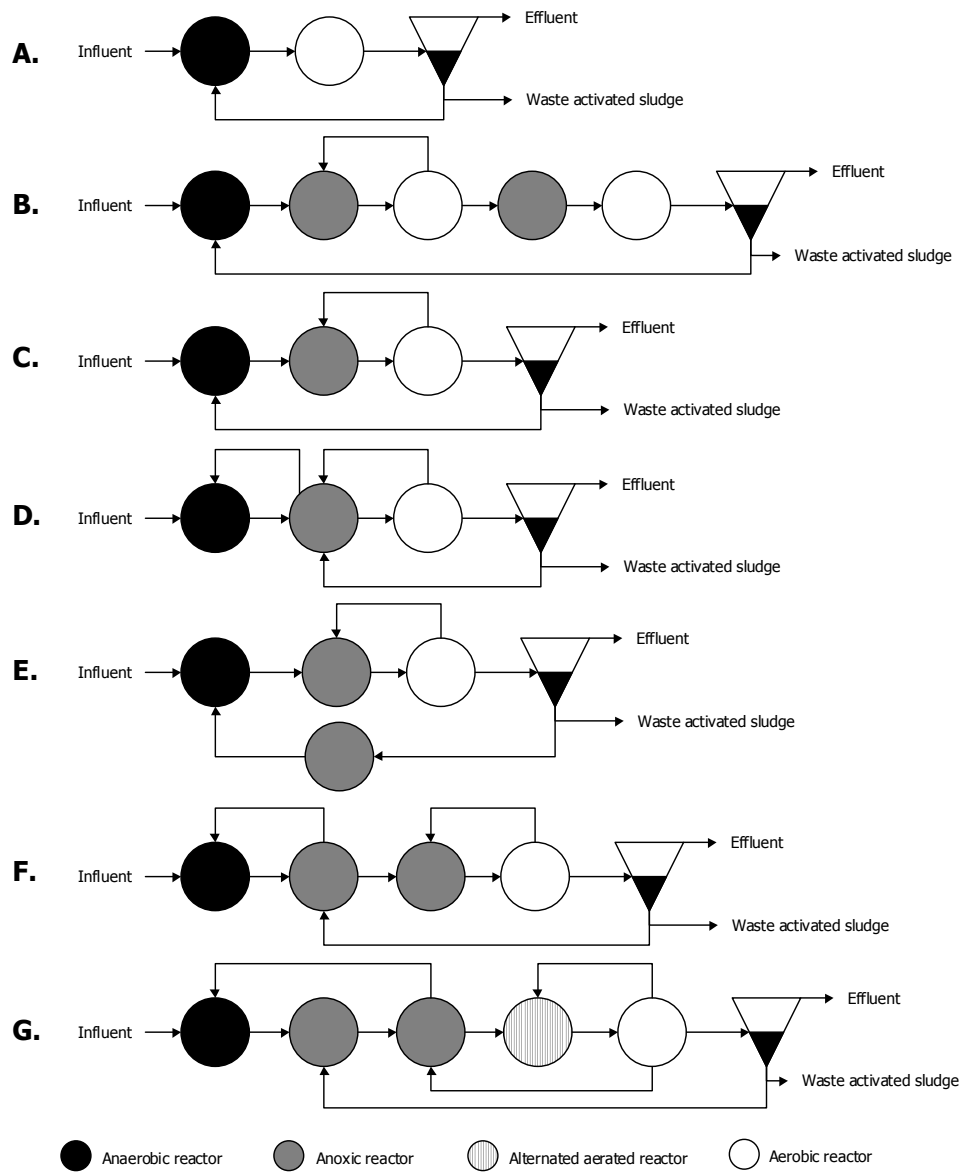 Effluent
A. Influent
Waste activated sludge
Effluent
B. Influent
Waste activated sludge
Effluent
C. Influent
Waste activated sludge
Effluent
D. Influent
Waste activated sludge
Effluent
E. Influent
Waste activated sludge
Effluent
F. Influent
Waste activated sludge
Effluent
G. Influent
Waste activated sludge
Anaerobic reactor Anoxic reactor Alternated aerated reactor Aerobic reactor